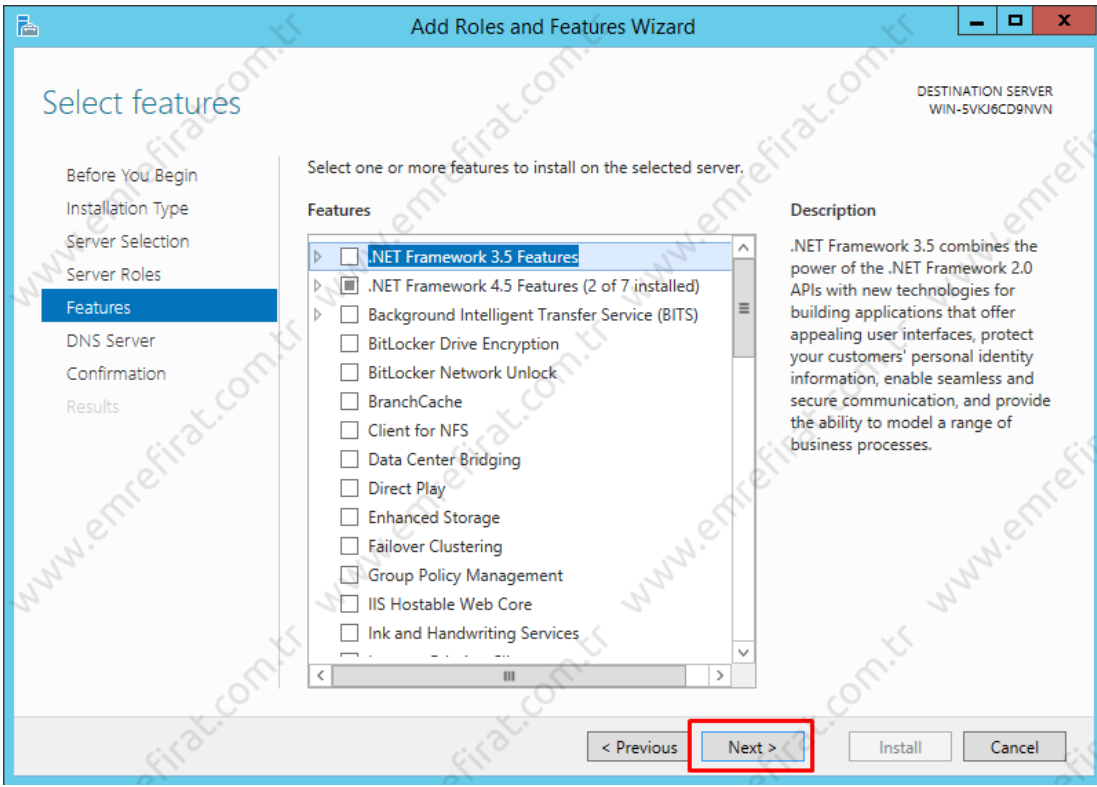 Add Roles and Features Wizard
Select features
DESTINATION SERVER
WIN-5VKJ6CD9NVN
Before You Begin
Installation Type
Server Selection
Server Roles
Features
DNS Server
Confirmation
Results
Select one or more features to install on the selected server.
Features
.NET Framework 3.5 Features
.NET Framework 4.5 Features (2 of 7 installed)
Background Intelligent Transfer Service (BITS)
BitLocker Drive Encryption
BitLocker Network Unlock
BranchCache
Client for NFS
Data Center Bridging
Direct Play
Enhanced Storage
Failover Clustering
Group Policy Management
IIS Hostable Web Core
Ink and Handwriting Services
Description
.NET Framework 3.5 combines the
power of the .NET Framework 2.0
APIs with new technologies for
building applications that offer
appealing user interfaces, protect
your customers' personal identity
information, enable seamless and
secure communication, and provide
the ability to model a range of
business processes.
< Previous
Next >
Install
Cancel
www.emrefirat.com.tr